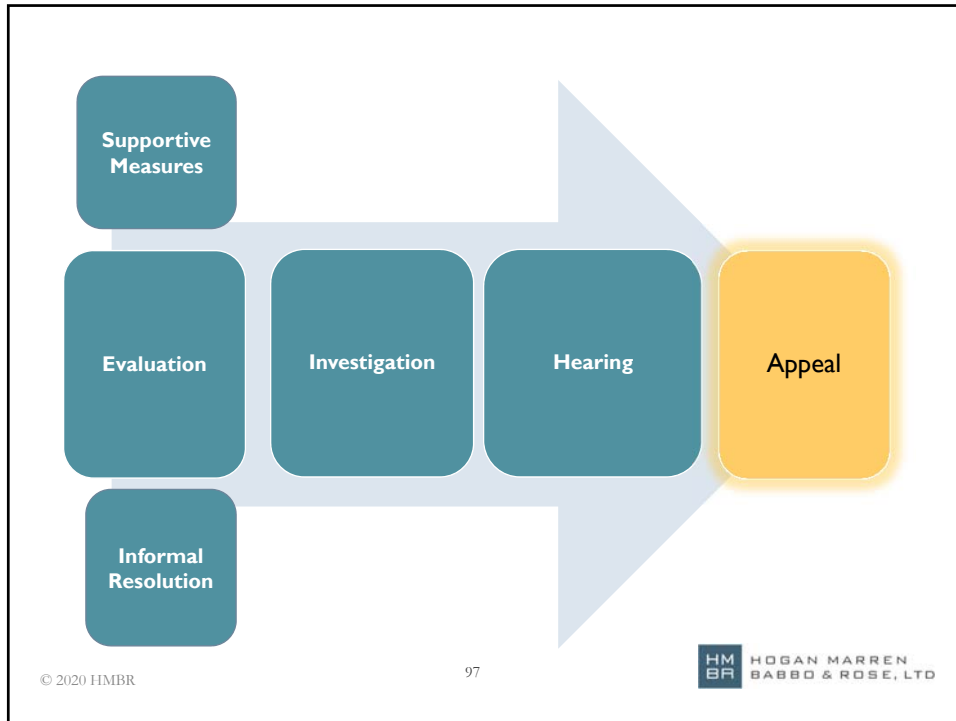 Supportive
Measures
Evaluation
Investigation
Hearing
Appeal
Informal
Resolution
© 2020 HMBR
97
HM
BR
HOGAN MARREN
BABBO & ROSE, LTD